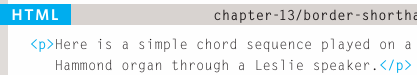 HTML chapter-13/border-shortha
<p>Here is a simple chord sequence played on a
Hammond organ through a Leslie speaker.</p>